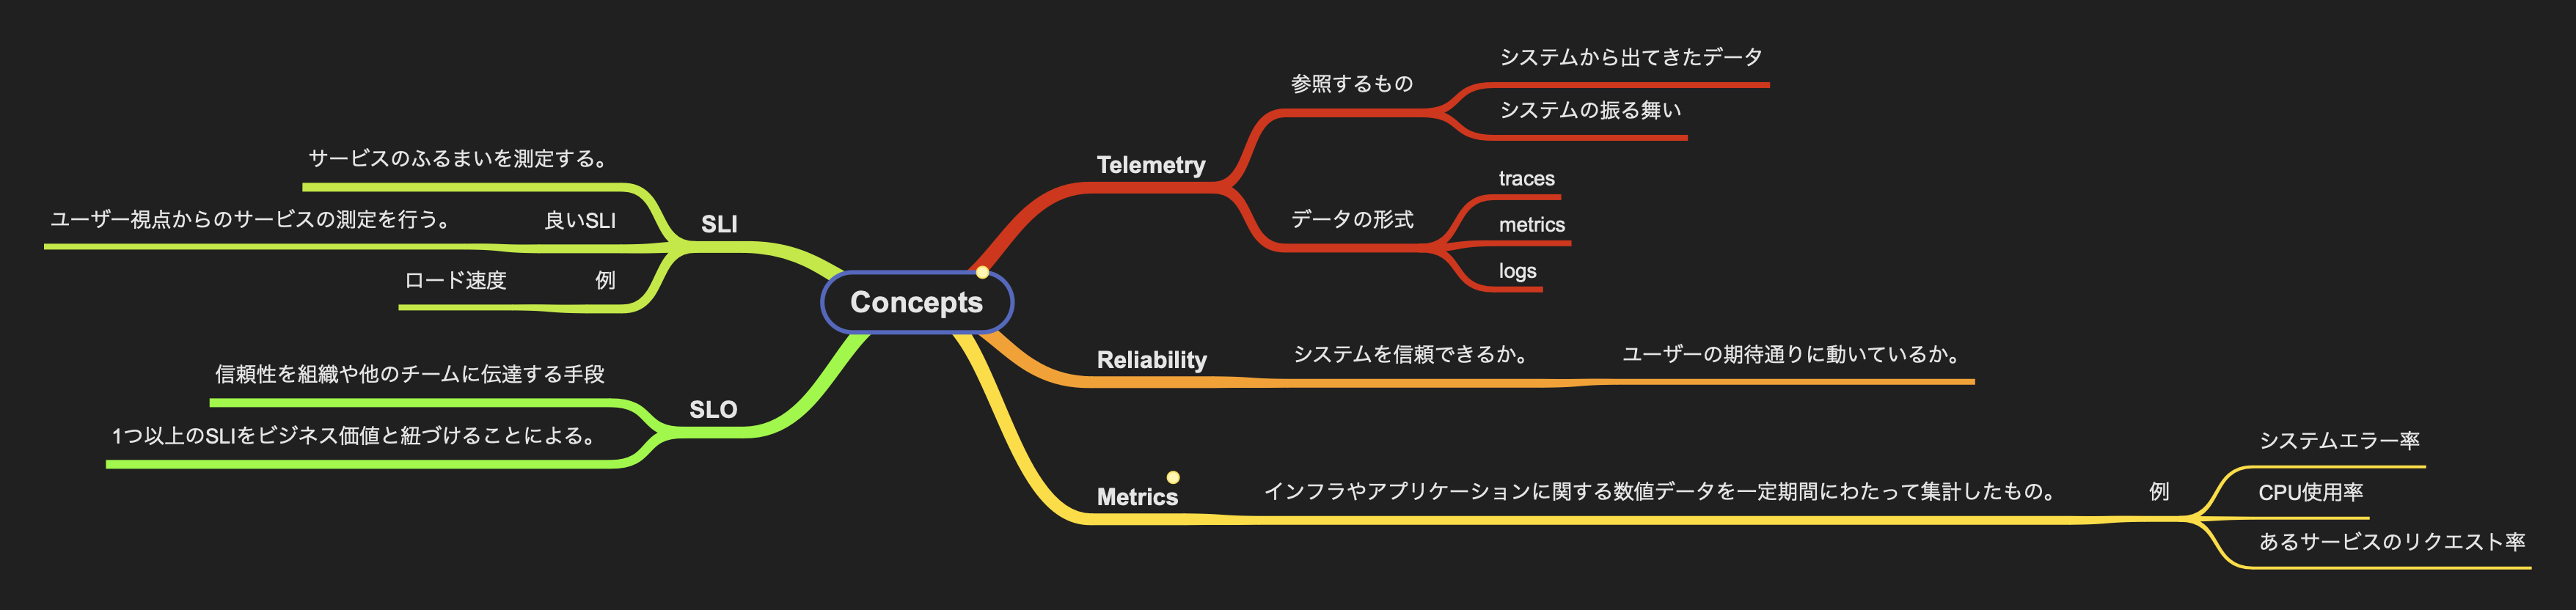 Concepts
Telemetry
参照するもの
システムから出てきたデータ
システムの振る舞い
データの形式
traces
metrics
logs
Reliability
システムを信頼できるか。
ユーザーの期待通りに動いているか。
Metrics
インフラやアプリケーションに関する数値データを一定期間にわたって集計したもの。
例
システムエラー率
CPU使用率
あるサービスのリクエスト率
SLI
サービスのふるまいを測定する。
良いSLI
ユーザー視点からのサービスの測定を行う。
例
ロード速度
SLO
信頼性を組織や他のチームに伝達する手段
1つ以上のSLIをビジネス価値と紐づけることによる。